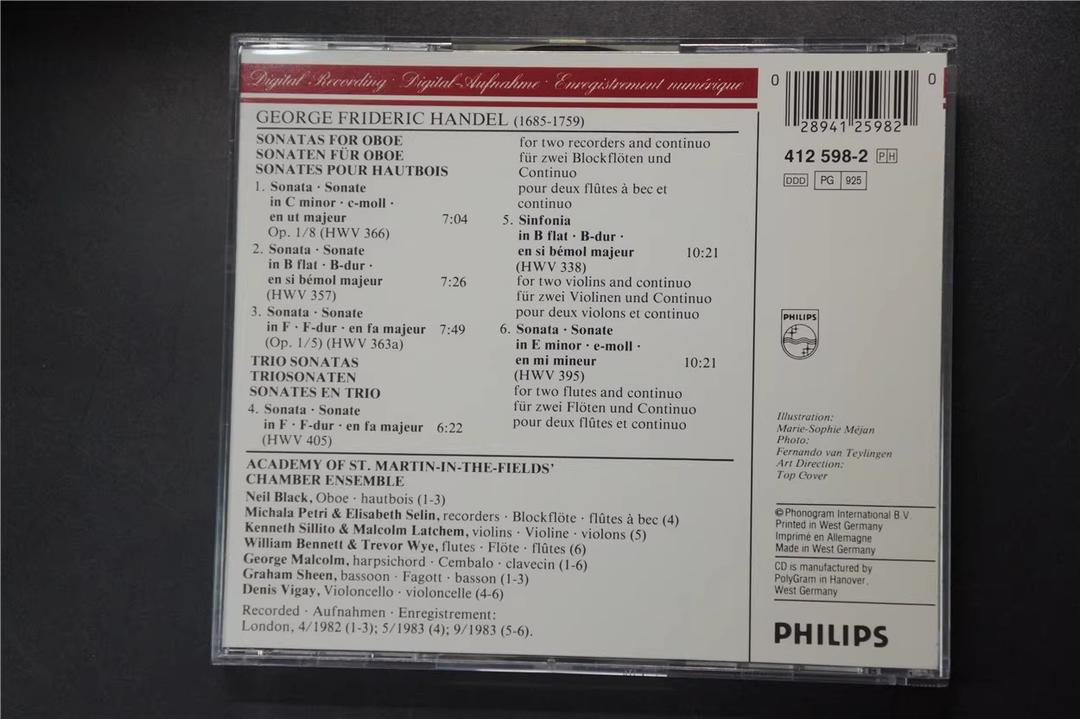 Digital Recording · Digital-Aufnahme · Enregistrement numérique
GEORGE FRIDERIC HANDEL (1685-1759)
SONATAS FOR OBOE
SONATEN FÜR OBOE
SONATES POUR HAUTBOIS
1. Sonata · Sonate
in C minor · c-moll ·
en ut majeur
Op. 1/8 (HWV 366) 7:04
2. Sonata · Sonate
in B flat · B-dur ·
en si bémol majeur 7:26
(HWV 357)
3. Sonata · Sonate
in F · F-dur · en fa majeur 7:49
(Op. 1/5) (HWV 363a)
TRIO SONATAS
TRIOSONATEN
SONATES EN TRIO
4. Sonata · Sonate
in F · F-dur · en fa majeur 6:22
(HWV 405)
for two recorders and continuo
für zwei Blockflöten und
Continuo
pour deux flûtes à bec et
continuo
5. Sinfonia
in B flat · B-dur ·
en si bémol majeur 10:21
(HWV 338)
for two violins and continuo
für zwei Violinen und Continuo
pour deux violons et continuo
6. Sonata · Sonate
in E minor · e-moll ·
en mi mineur 10:21
(HWV 395)
for two flutes and continuo
für zwei Flöten und Continuo
pour deux flûtes et continuo
ACADEMY OF ST. MARTIN-IN-THE-FIELDS'
CHAMBER ENSEMBLE
Neil Black, Oboe · hautbois (1-3)
Michala Petri & Elisabeth Selin, recorders · Blockflöte · flûtes à bec (4)
Kenneth Sillito & Malcolm Latchem, violins · Violine · violons (5)
William Bennett & Trevor Wye, flutes · Flöte · flûtes (6)
George Malcolm, harpsichord · Cembalo · clavecin (1-6)
Graham Sheen, bassoon · Fagott · basson (1-3)
Denis Vigay, Violoncello · violoncelle (4-6)
Recorded · Aufnahmen · Enregistrement:
London, 4/1982 (1-3); 5/1983 (4); 9/1983 (5-6).
0 28941 25982 0
412 598-2 PH
DDD PG 925
PHILIPS
Illustration:
Marie-Sophie Méjan
Photo:
Fernando van Teylingen
Art Direction:
Top Cover
© Phonogram International B.V.
Printed in West Germany
Imprimé en Allemagne
Made in West Germany
CD is manufactured by
PolyGram in Hanover,
West Germany
PHILIPS